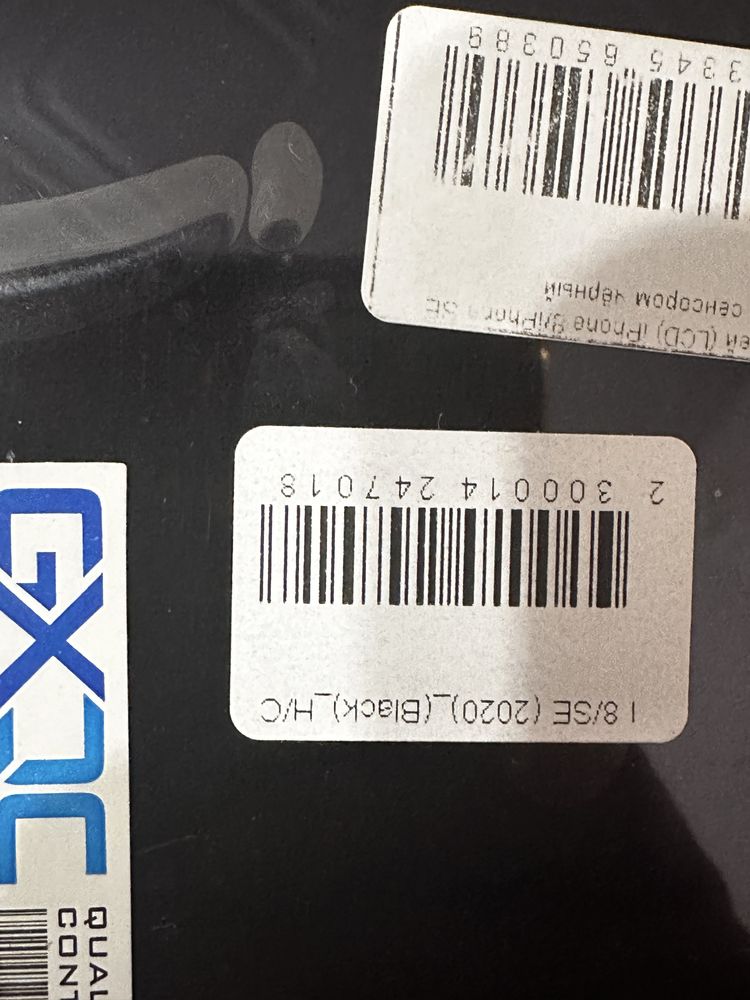 I 8/SE (2020)_(Black)_H/C
2 300014 247018
ей (LCD) iPhone 8/iPhone SE
сенсором чёрный
3345 650389
GX
QUAL
CONT